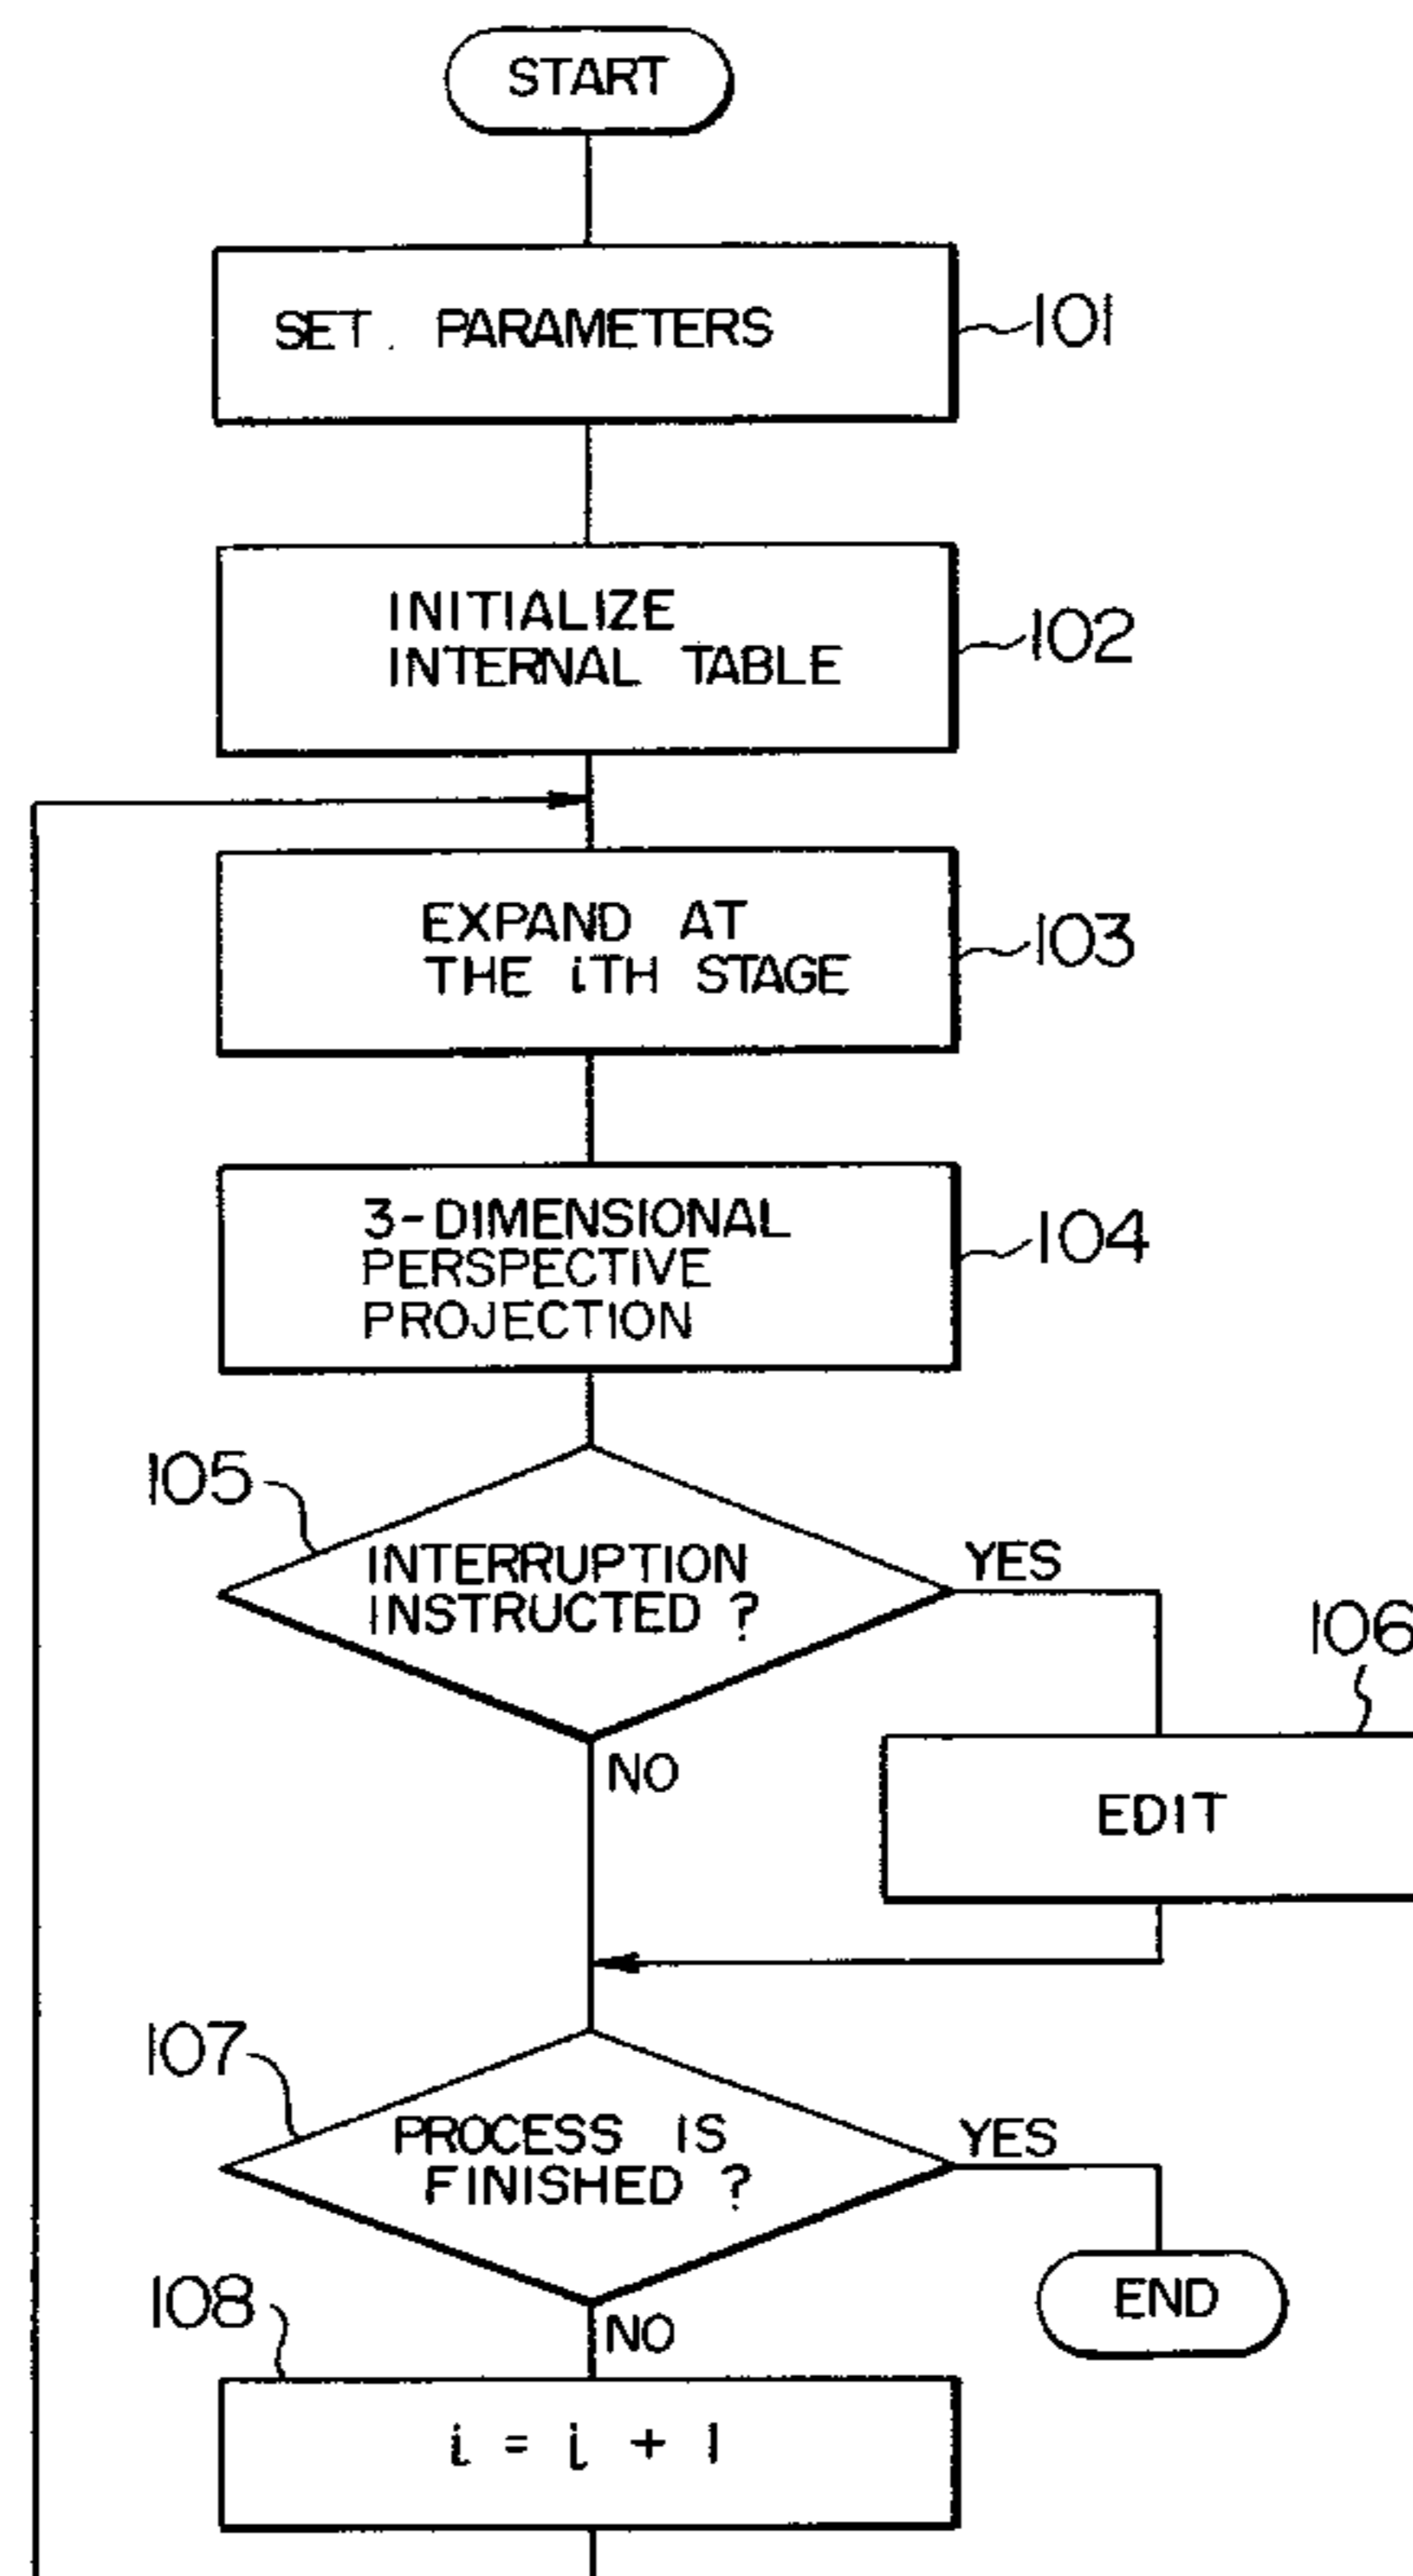 START
SET. PARAMETERS
101
INITIALIZE
INTERNAL TABLE
102
EXPAND AT
THE iTH STAGE
103
3-DIMENSIONAL
PERSPECTIVE
PROJECTION
104
105
INTERRUPTION
INSTRUCTED ?
YES
NO
106
EDIT
107
PROCESS IS
FINISHED ?
YES
NO
END
108
i = i + 1